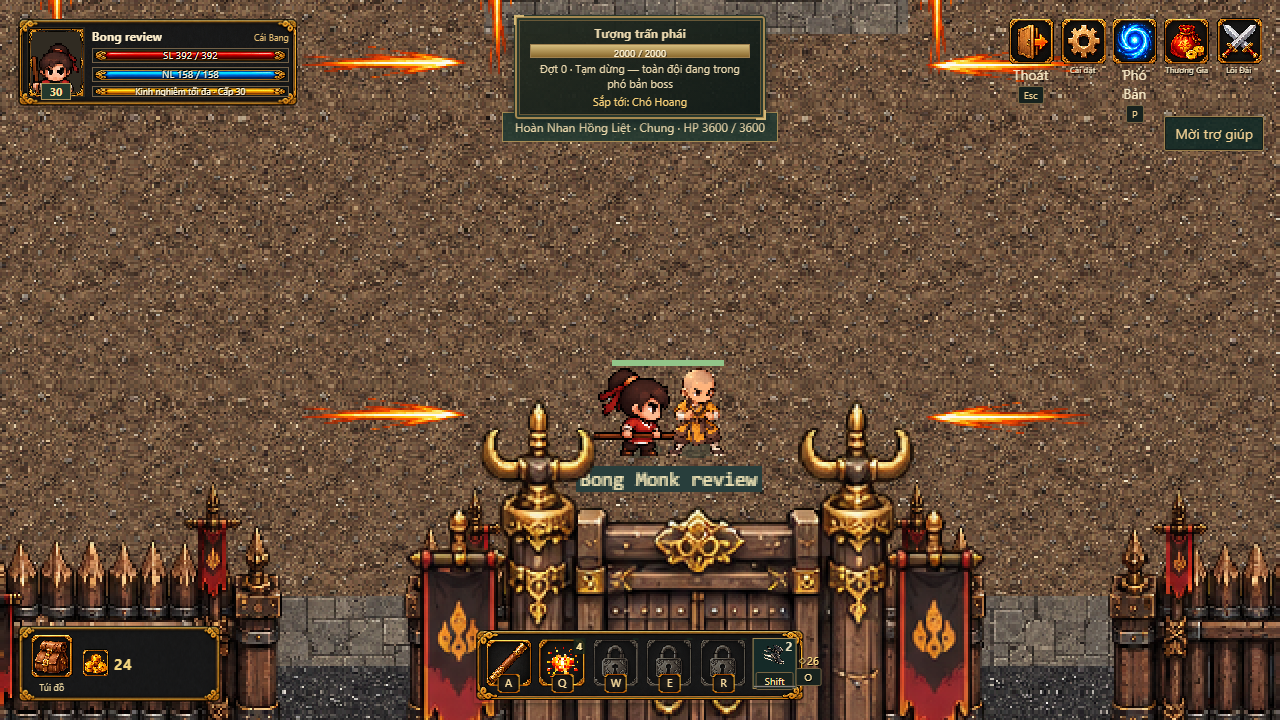 Bong review
Cái Bang
SL 392 / 392
NL 158 / 158
Kinh nghiệm tối đa - Cấp 30
30
Tượng trấn phái
2000 / 2000
Đợt 0 · Tạm dừng — toàn đội đang trong
phó bản boss
Sắp tới: Chó Hoang
Hoàn Nhan Hồng Liệt · Chung · HP 3600 / 3600
Thoát
Esc
Cài đặt
Phó
Bản
P
Thương Gia
Lôi Đài
Mời trợ giúp
Bong Monk review
24
Túi đồ
A
4
Q
W
E
R
2
Shift
26
O